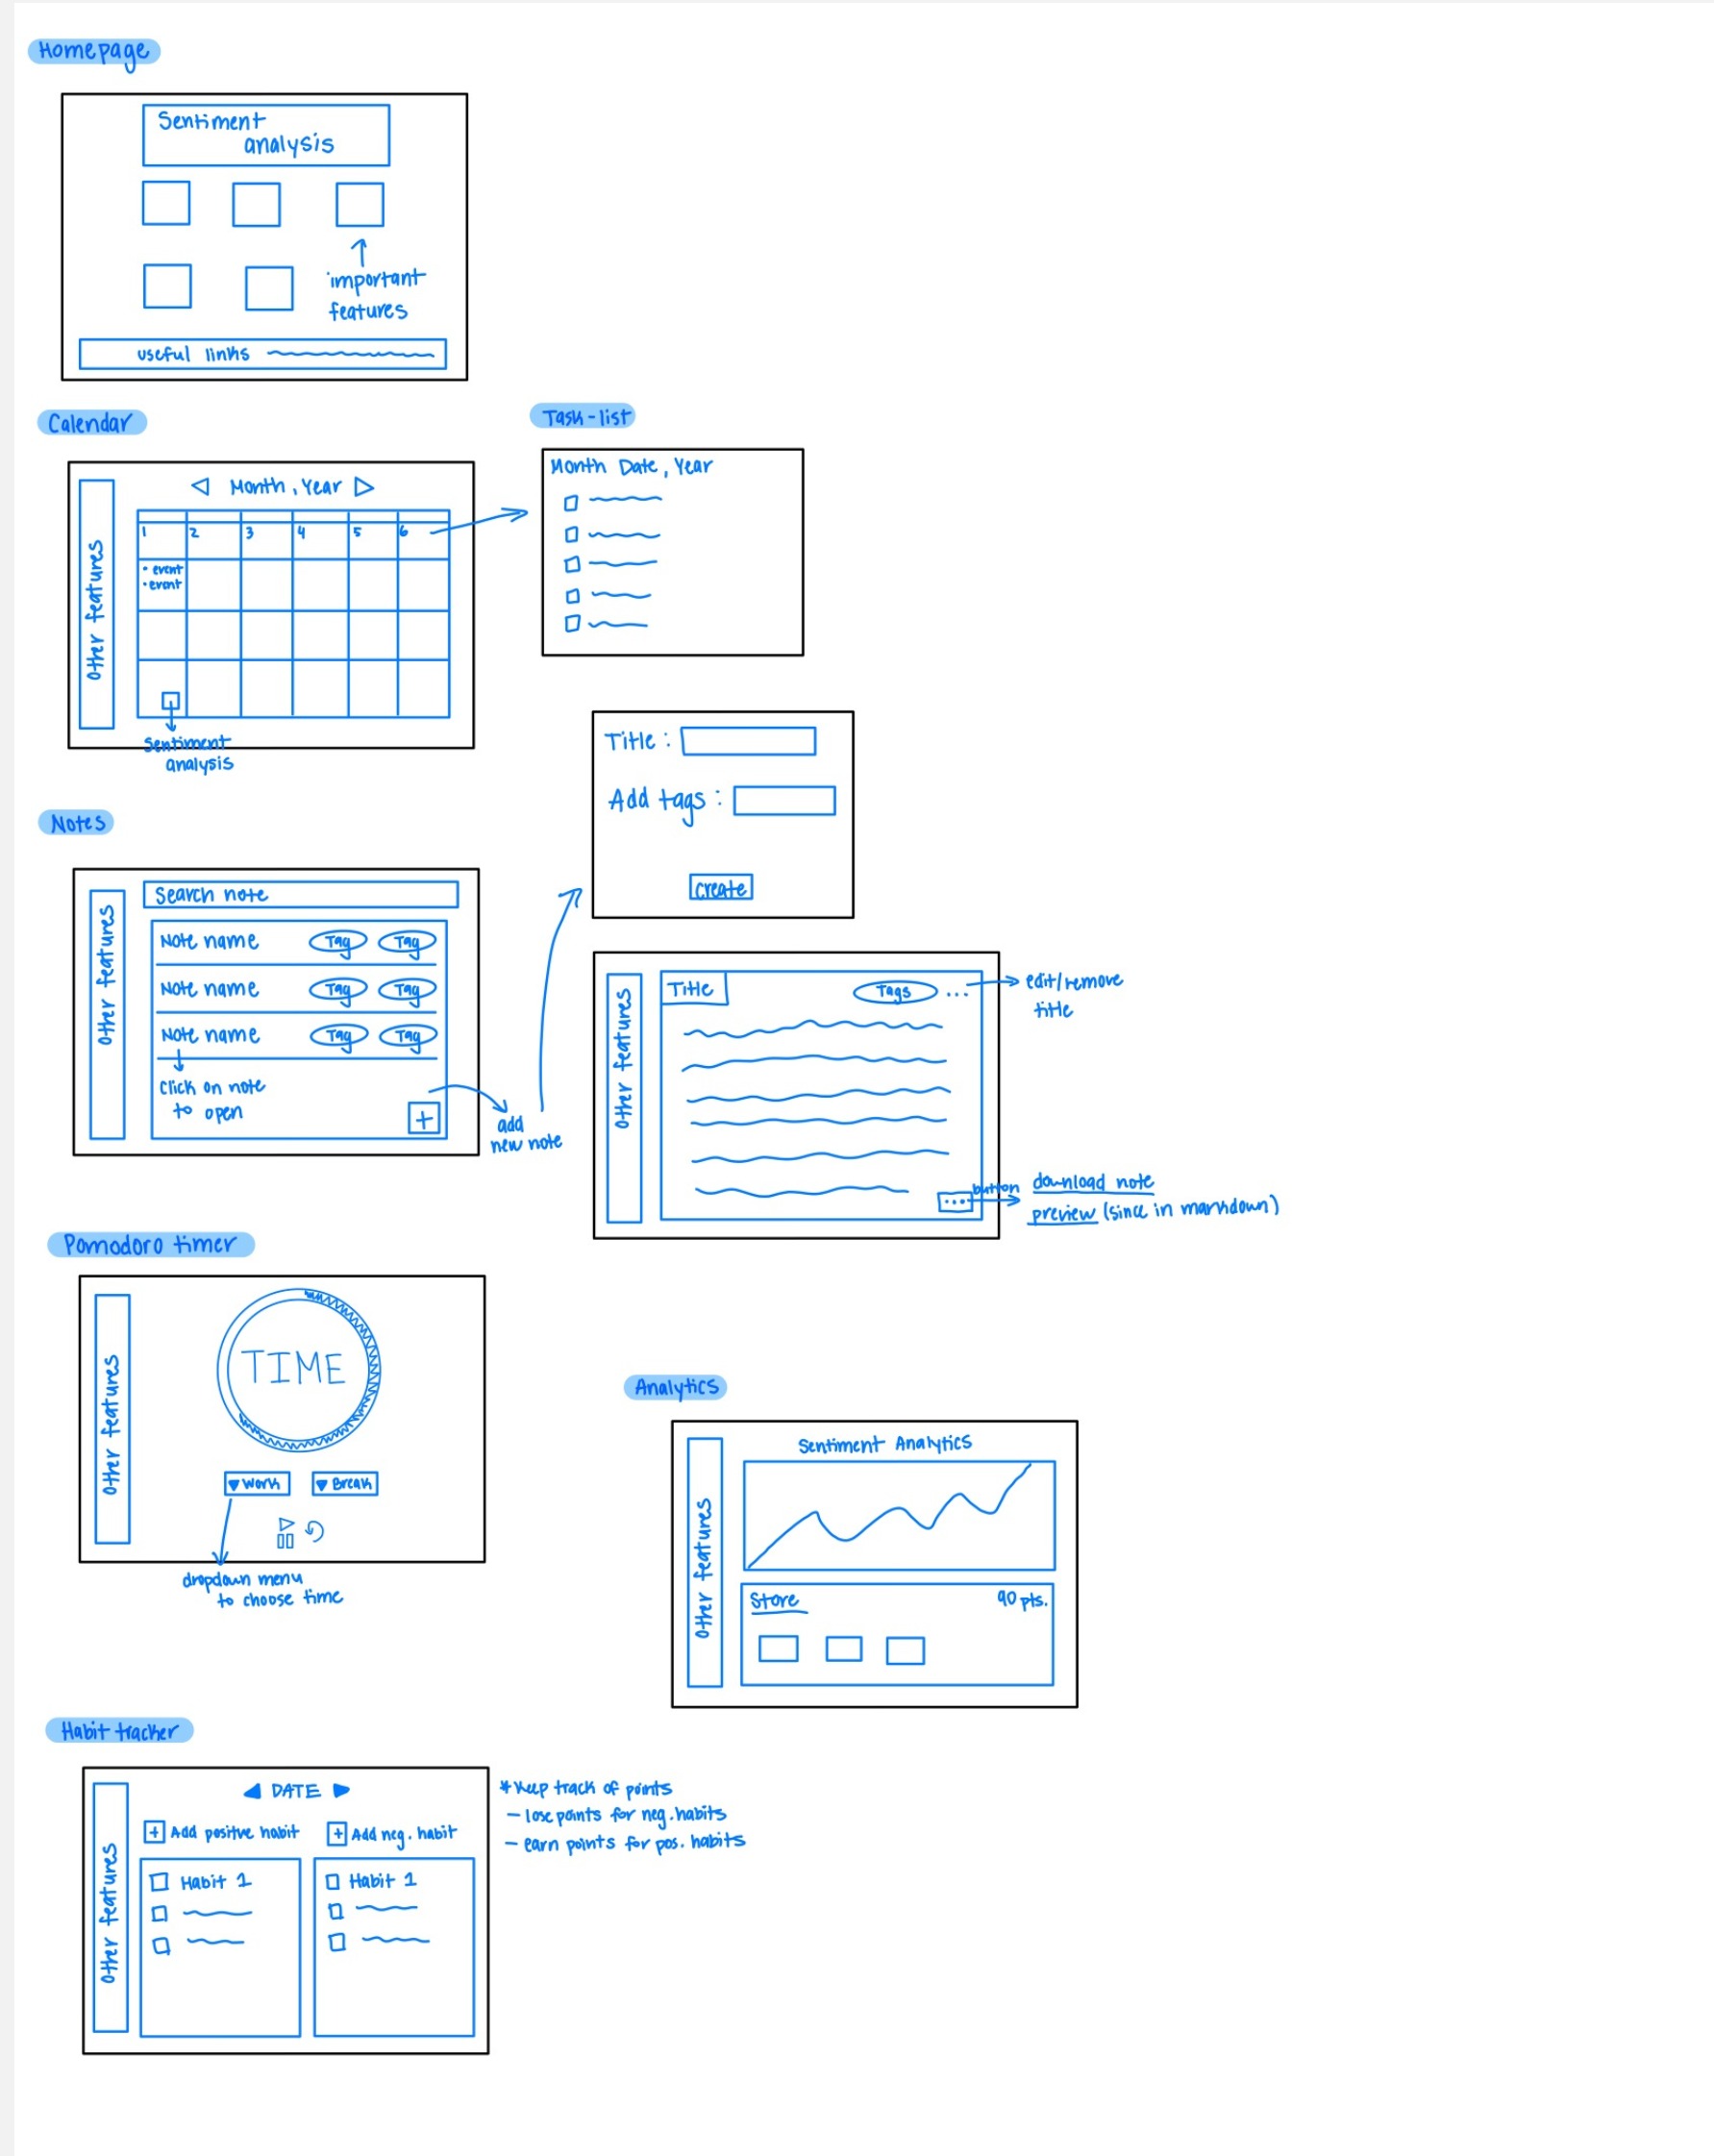 Homepage
Sentiment
analysis
important
features
useful links
Calendar
Month, Year
1 2 3 4 5 6
• event
• event
Other features
Sentiment
analysis
Task-list
Month Date, Year
Title :
Add tags :
create
Notes
Other features
Search note
Note name Tag Tag
Note name Tag Tag
Note name Tag Tag
Click on note
to open
+
add
new note
Other features
Title Tags ...
edit/remove
title
...
button
download note
preview (since in markdown)
Pomodoro timer
Other features
TIME
Work Break
dropdown menu
to choose time
Analytics
Other features
Sentiment Analytics
Store 90 pts.
Habit tracker
Other features
DATE
+ Add positve habit + Add neg. habit
Habit 1 Habit 1
* Keep track of points
- lose points for neg. habits
- earn points for pos. habits